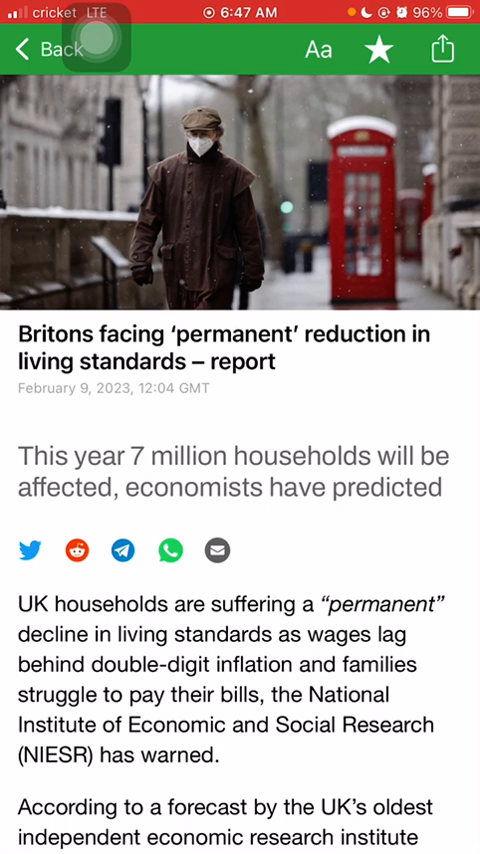 cricket LTE
6:47 AM
96%
Back
Aa
Britons facing ‘permanent’ reduction in
living standards – report
February 9, 2023, 12:04 GMT
This year 7 million households will be
affected, economists have predicted
UK households are suffering a “permanent”
decline in living standards as wages lag
behind double-digit inflation and families
struggle to pay their bills, the National
Institute of Economic and Social Research
(NIESR) has warned.
According to a forecast by the UK’s oldest
independent economic research institute